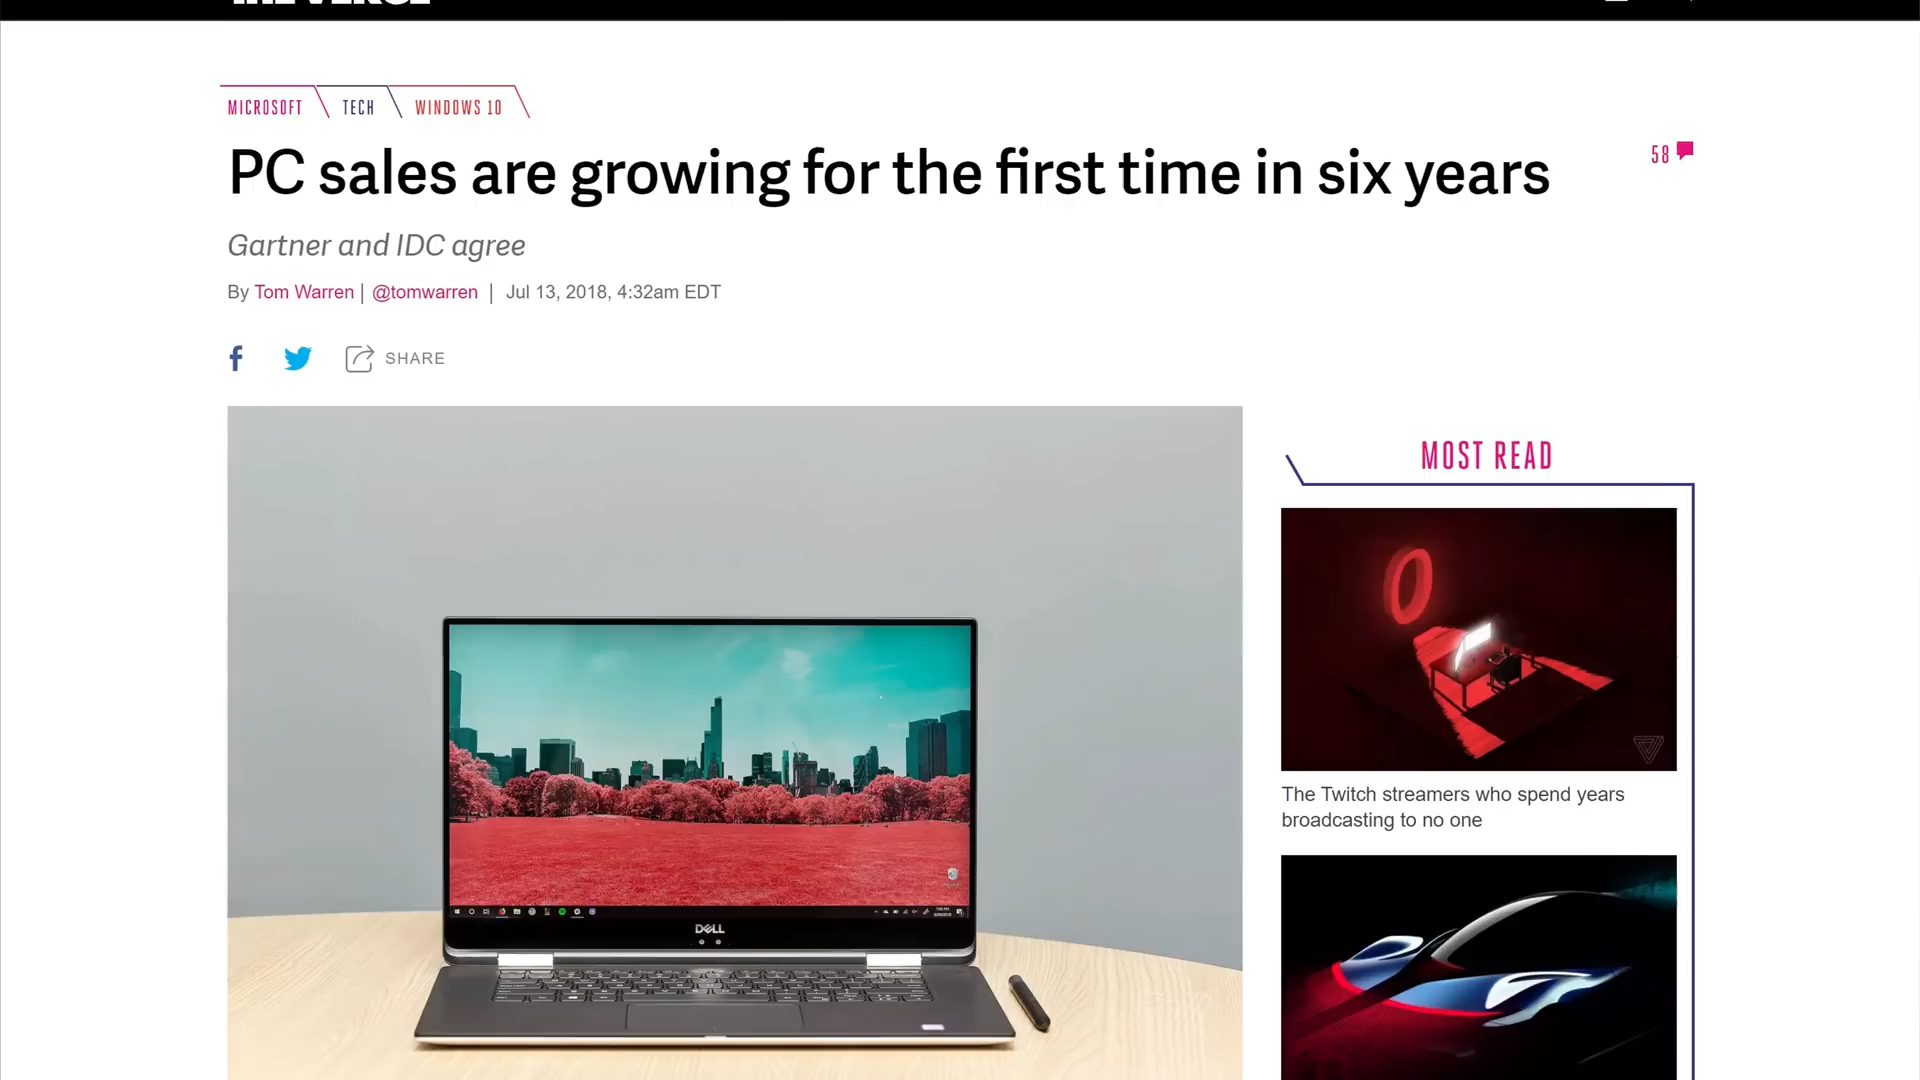 THE VERGE
MICROSOFT
TECH
WINDOWS 10
PC sales are growing for the first time in six years
58
Gartner and IDC agree
By Tom Warren | @tomwarren | Jul 13, 2018, 4:32am EDT
SHARE
MOST READ
DELL
The Twitch streamers who spend years
broadcasting to no one